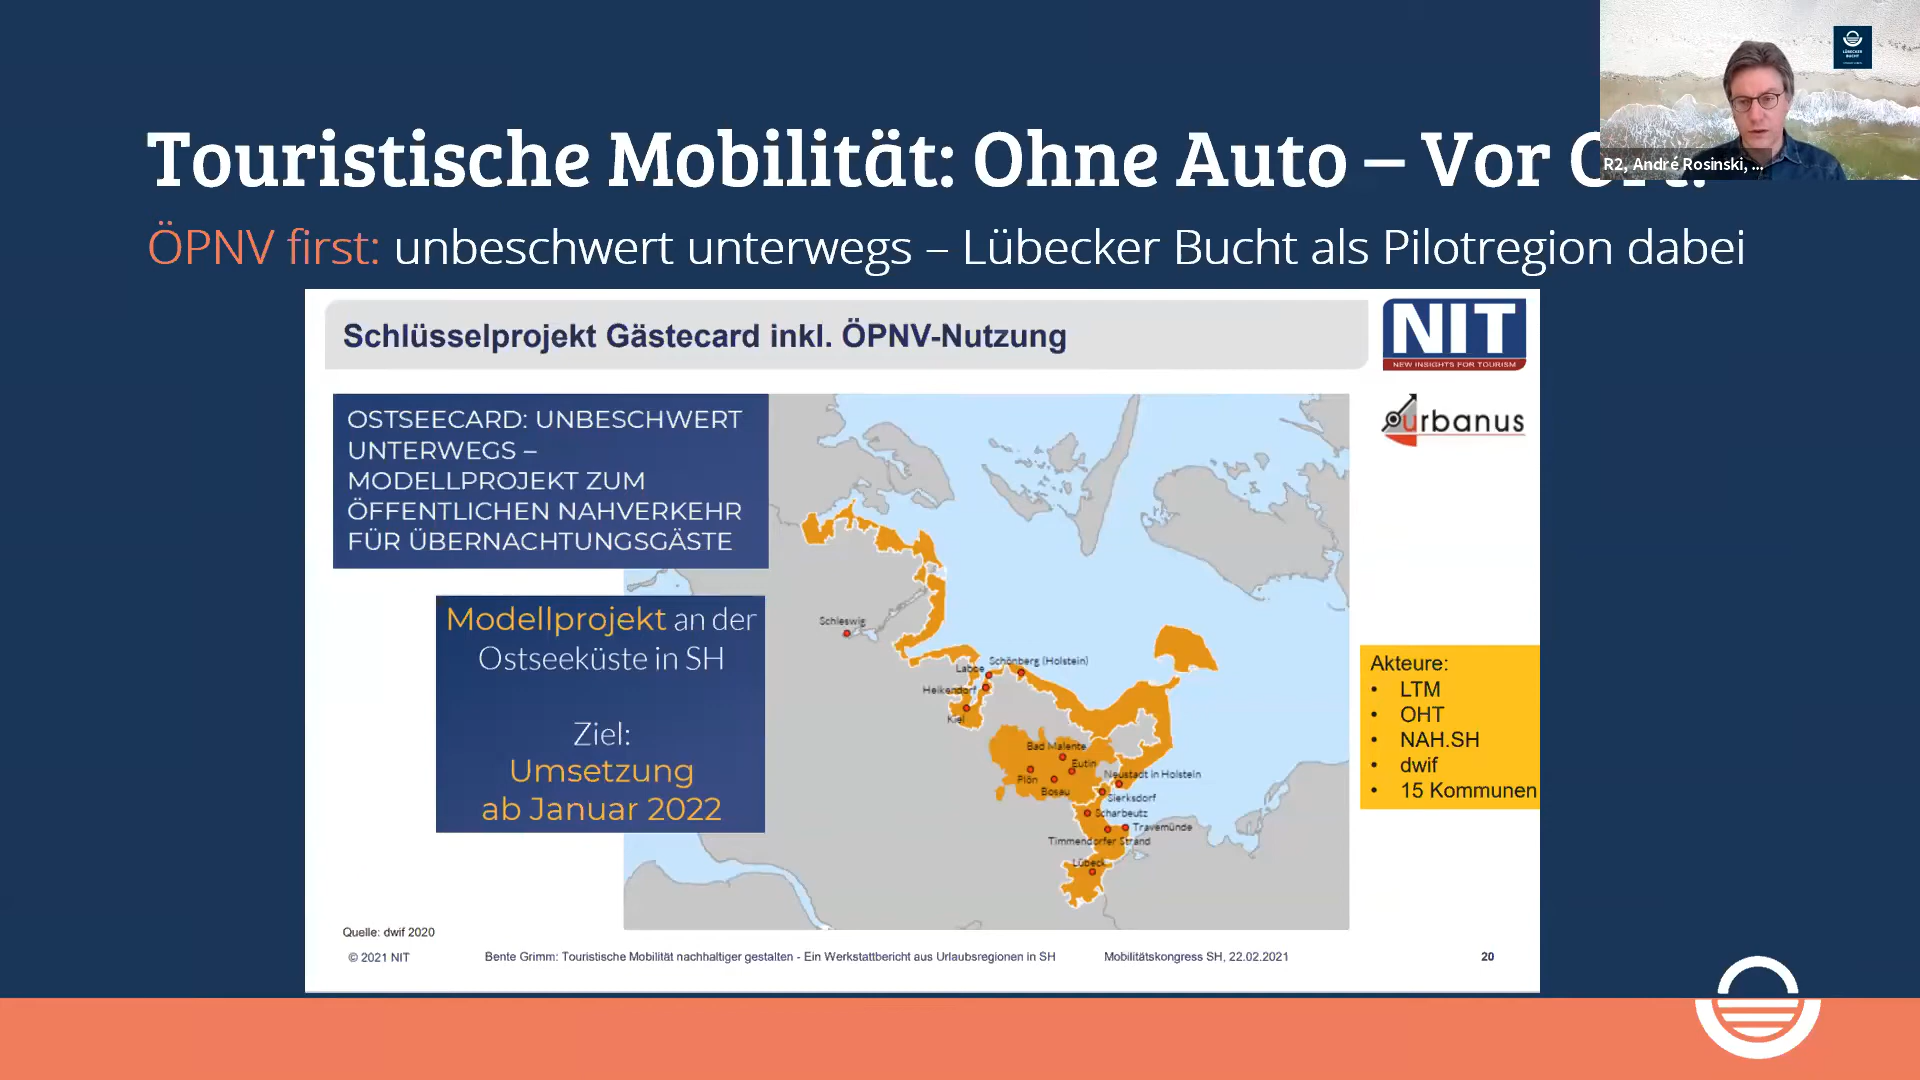 Touristische Mobilität: Ohne Auto – Vor Ort!
R2, André Rosinski, ...
LÜBECKER
BUCHT
ÖPNV first: unbeschwert unterwegs – Lübecker Bucht als Pilotregion dabei
Schlüsselprojekt Gästecard inkl. ÖPNV-Nutzung
NIT
NEW INSIGHTS FOR TOURISM
urbanus
OSTSEECARD: UNBESCHWERT
UNTERWEGS –
MODELLPROJEKT ZUM
ÖFFENTLICHEN NAHVERKEHR
FÜR ÜBERNACHTUNGSGÄSTE
Modellprojekt an der
Ostseeküste in SH
Ziel:
Umsetzung
ab Januar 2022
Schleswig
Schönberg (Holstein)
Laboe
Heikendorf
Kiel
Bad Malente
Eutin
Plön
Bosau
Neustadt in Holstein
Sierksdorf
Scharbeutz
Travemünde
Timmendorfer Strand
Lübeck
Akteure:
• LTM
• OHT
• NAH.SH
• dwif
• 15 Kommunen
Quelle: dwif 2020
© 2021 NIT
Bente Grimm: Touristische Mobilität nachhaltiger gestalten - Ein Werkstattbericht aus Urlaubsregionen in SH
Mobilitätskongress SH, 22.02.2021
20